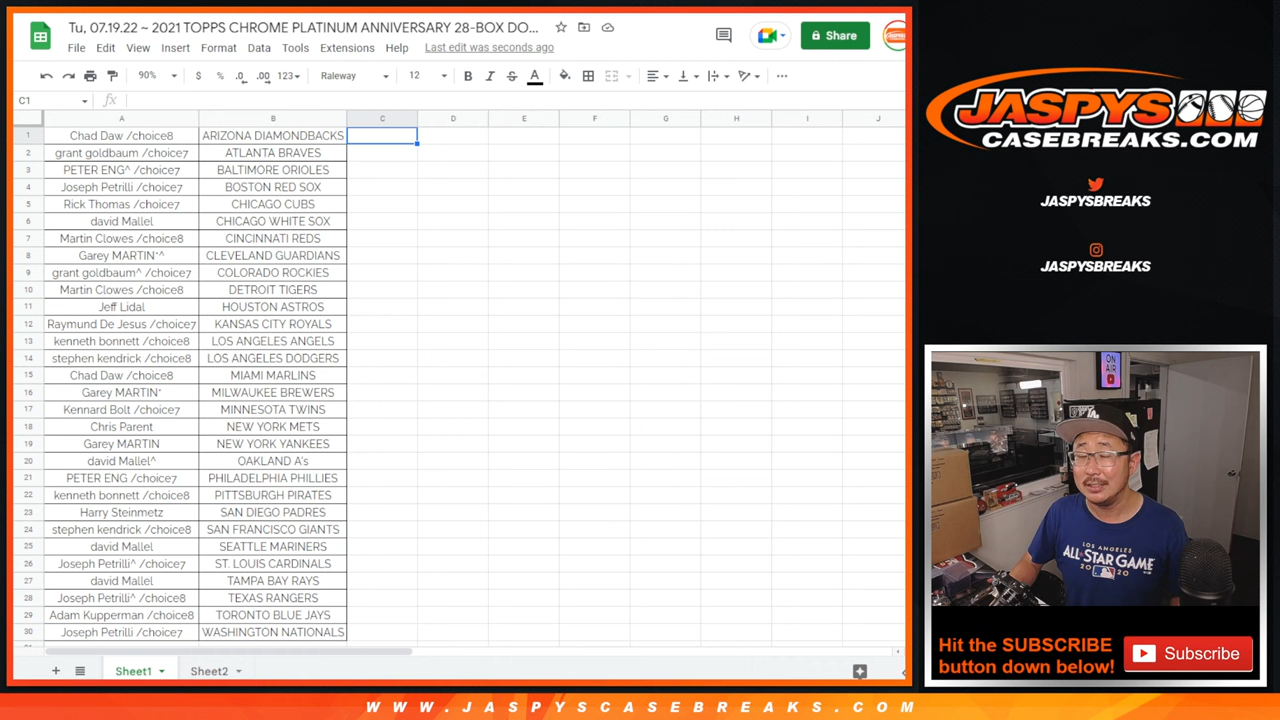 Tu, 07.19.22 ~ 2021 TOPPS CHROME PLATINUM ANNIVERSARY 28-BOX DO...
File Edit View Insert Format Data Tools Extensions Help Last edit was seconds ago
Share
90% $ % .0 .00 123 Raleway 12 B I S A
C1 fx
A B C D E F G H I J
1 Chad Daw /choice8 ARIZONA DIAMONDBACKS
2 grant goldbaum /choice7 ATLANTA BRAVES
3 PETER ENG^ /choice7 BALTIMORE ORIOLES
4 Joseph Petrilli /choice7 BOSTON RED SOX
5 Rick Thomas /choice7 CHICAGO CUBS
6 david Mallel CHICAGO WHITE SOX
7 Martin Clowes /choice8 CINCINNATI REDS
8 Garey MARTIN*^ CLEVELAND GUARDIANS
9 grant goldbaum^ /choice7 COLORADO ROCKIES
10 Martin Clowes /choice8 DETROIT TIGERS
11 Jeff Lidal HOUSTON ASTROS
12 Raymund De Jesus /choice7 KANSAS CITY ROYALS
13 kenneth bonnett /choice8 LOS ANGELES ANGELS
14 stephen kendrick /choice8 LOS ANGELES DODGERS
15 Chad Daw /choice8 MIAMI MARLINS
16 Garey MARTIN* MILWAUKEE BREWERS
17 Kennard Bolt /choice7 MINNESOTA TWINS
18 Chris Parent NEW YORK METS
19 Garey MARTIN NEW YORK YANKEES
20 david Mallel^ OAKLAND A's
21 PETER ENG /choice7 PHILADELPHIA PHILLIES
22 kenneth bonnett /choice8 PITTSBURGH PIRATES
23 Harry Steinmetz SAN DIEGO PADRES
24 stephen kendrick /choice8 SAN FRANCISCO GIANTS
25 david Mallel SEATTLE MARINERS
26 Joseph Petrilli^ /choice7 ST. LOUIS CARDINALS
27 david Mallel TAMPA BAY RAYS
28 Joseph Petrilli^ /choice7 TEXAS RANGERS
29 Adam Kupperman /choice8 TORONTO BLUE JAYS
30 Joseph Petrilli /choice7 WASHINGTON NATIONALS
Sheet1 Sheet2
JASPYS
CASEBREAKS.COM
JASPYSBREAKS
JASPYSBREAKS
ON AIR
LOS ANGELES
ALL STAR GAME
2020
Hit the SUBSCRIBE
button down below!
Subscribe
WWW.JASPYSCASEBREAKS.COM